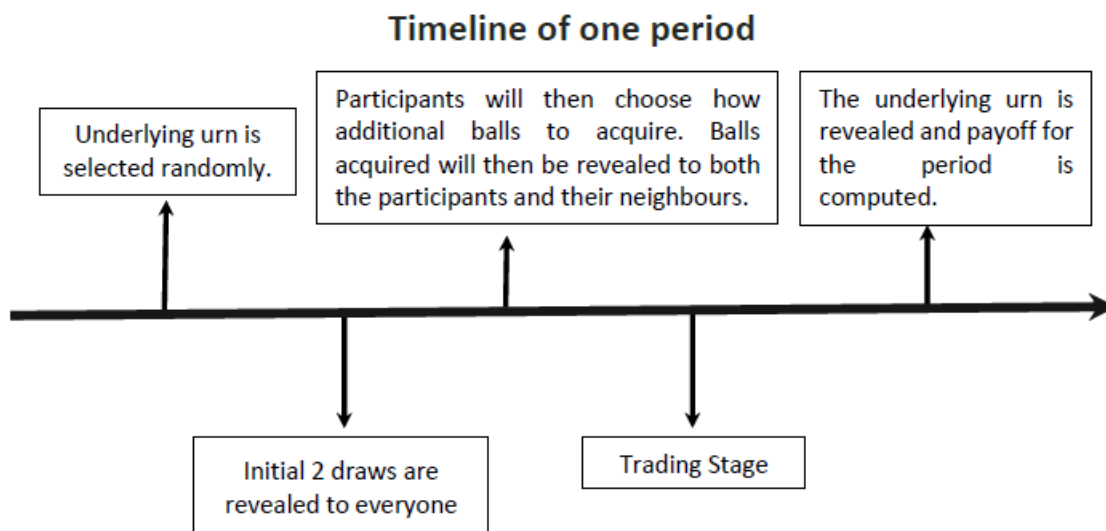 Timeline of one period
Underlying urn is
selected randomly.
Participants will then choose how
additional balls to acquire. Balls
acquired will then be revealed to both
the participants and their neighbours.
The underlying urn is
revealed and payoff for
the period is
computed.
Initial 2 draws are
revealed to everyone
Trading Stage